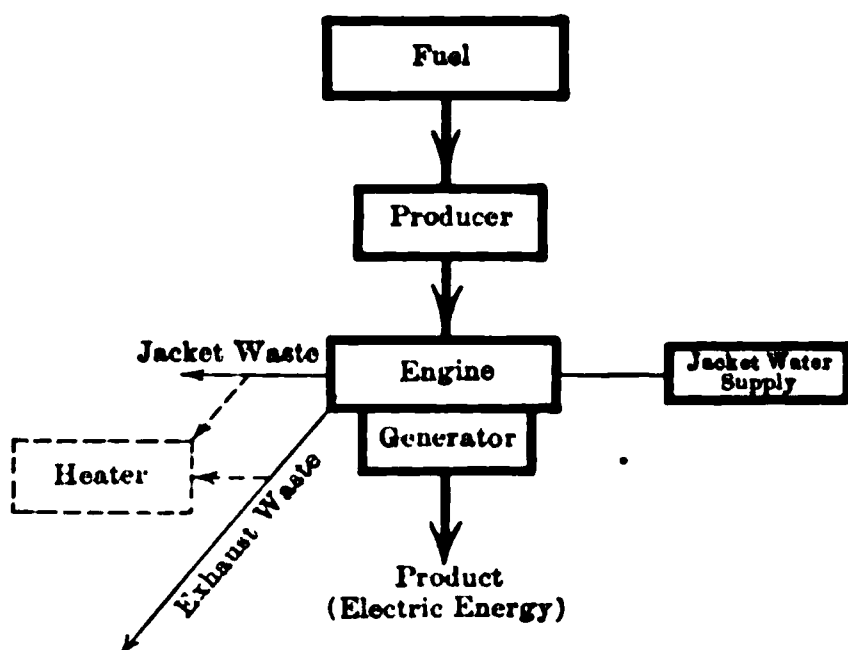 Fuel
Producer
Jacket Waste
Engine
Jacket Water
Supply
Generator
Heater
Exhaust Waste
Product
(Electric Energy)